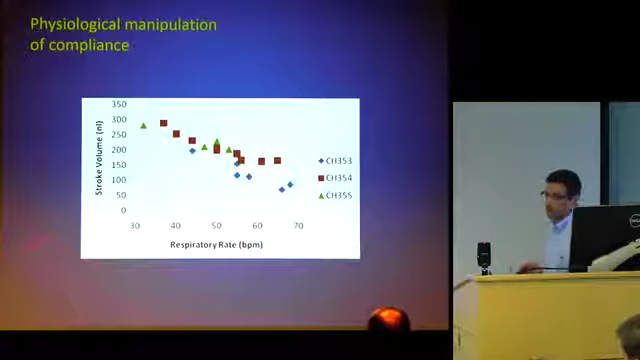 Physiological manipulation
of compliance
350
300
250
200
150
100
50
0
Stroke Volume (nl)
30 40 50 60 70
Respiratory Rate (bpm)
CH353
CH354
CH355
DELL